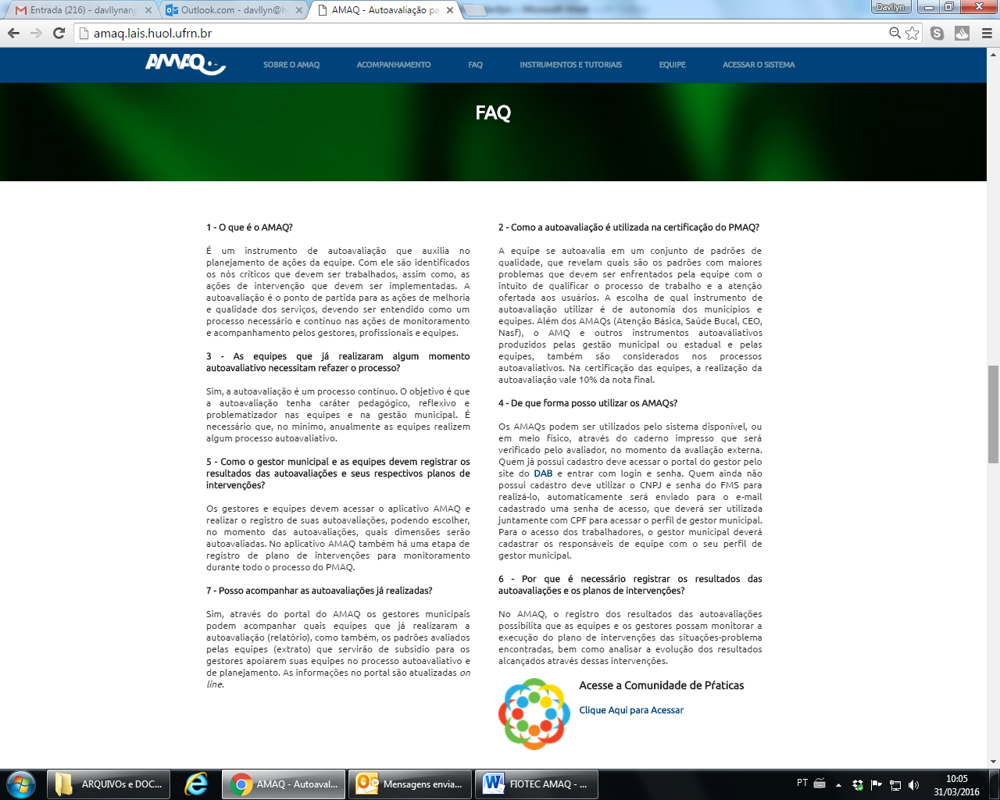 Entrada (216) - davllynanj
Outlook.com - davllyn@h
AMAQ - Autoavaliação pa
Davllyn
amaq.lais.huol.ufrn.br
AMAQ
SOBRE O AMAQ
ACOMPANHAMENTO
FAQ
INSTRUMENTOS E TUTORIAIS
EQUIPE
ACESSAR O SISTEMA
FAQ
1 - O que é o AMAQ?
É um instrumento de autoavaliação que auxilia no
planejamento de ações da equipe. Com ele são identificados
os nós críticos que devem ser trabalhados, assim como, as
ações de intervenção que devem ser implementadas. A
autoavaliação é o ponto de partida para as ações de melhoria
e qualidade dos serviços, devendo ser entendido como um
processo necessário e contínuo nas ações de monitoramento
e acompanhamento pelos gestores, profissionais e equipes.
3 - As equipes que já realizaram algum momento
autoavaliativo necessitam refazer o processo?
Sim, a autoavaliação é um processo contínuo. O objetivo é que
a autoavaliação tenha caráter pedagógico, reflexivo e
problematizador nas equipes e na gestão municipal. É
necessário que, no mínimo, anualmente as equipes realizem
algum processo autoavaliativo.
5 - Como o gestor municipal e as equipes devem registrar os
resultados das autoavaliações e seus respectivos planos de
intervenções?
Os gestores e equipes devem acessar o aplicativo AMAQ e
realizar o registro de suas autoavaliações, podendo escolher,
no momento das autoavaliações, quais dimensões serão
autoavaliadas. No aplicativo AMAQ também há uma etapa de
registro de plano de intervenções para monitoramento
durante todo o processo do PMAQ.
7 - Posso acompanhar as autoavaliações já realizadas?
Sim, através do portal do AMAQ os gestores municipais
podem acompanhar quais equipes que já realizaram a
autoavaliação (relatório), como também, os padrões avaliados
pelas equipes (extrato) que servirão de subsídio para os
gestores apoiarem suas equipes no processo autoavaliativo e
de planejamento. As informações no portal são atualizadas on
line.
2 - Como a autoavaliação é utilizada na certificação do PMAQ?
A equipe se autoavalia em um conjunto de padrões de
qualidade, que revelam quais são os padrões com maiores
problemas que devem ser enfrentados pela equipe com o
intuito de qualificar o processo de trabalho e a atenção
ofertada aos usuários. A escolha de qual instrumento de
autoavaliação utilizar é de autonomia dos municípios e
equipes. Além dos AMAQs (Atenção Básica, Saúde Bucal, CEO,
Nasf), o AMQ e outros instrumentos autoavaliativos
produzidos pelas gestão municipal ou estadual e pelas
equipes, também são considerados nos processos
autoavaliativos. Na certificação das equipes, a realização da
autoavaliação vale 10% da nota final.
4 - De que forma posso utilizar os AMAQs?
Os AMAQs podem ser utilizados pelo sistema disponível, ou
em meio físico, através do caderno impresso que será
verificado pelo avaliador, no momento da avaliação externa.
Quem já possui cadastro deve acessar o portal do gestor pelo
site do DAB e entrar com login e senha. Quem ainda não
possui cadastro deve utilizar o CNPJ e senha do FMS para
realizá-lo, automaticamente será enviado para o e-mail
cadastrado uma senha de acesso, que deverá ser utilizada
juntamente com CPF para acessar o perfil de gestor municipal.
Para o acesso dos trabalhadores, o gestor municipal deverá
cadastrar os responsáveis de equipe com o seu perfil de
gestor municipal.
6 - Por que é necessário registrar os resultados das
autoavaliações e os planos de intervenções?
No AMAQ, o registro dos resultados das autoavaliações
possibilita que as equipes e os gestores possam monitorar a
execução do plano de intervenções das situações-problema
encontradas, bem como analisar a evolução dos resultados
alcançados através dessas intervenções.
Acesse a Comunidade de Pŕaticas
Clique Aqui para Acessar
ARQUIVOs e DOC...
AMAQ - Autoaval...
Mensagens envia...
FIOTEC AMAQ - ...
PT
10:05
31/03/2016